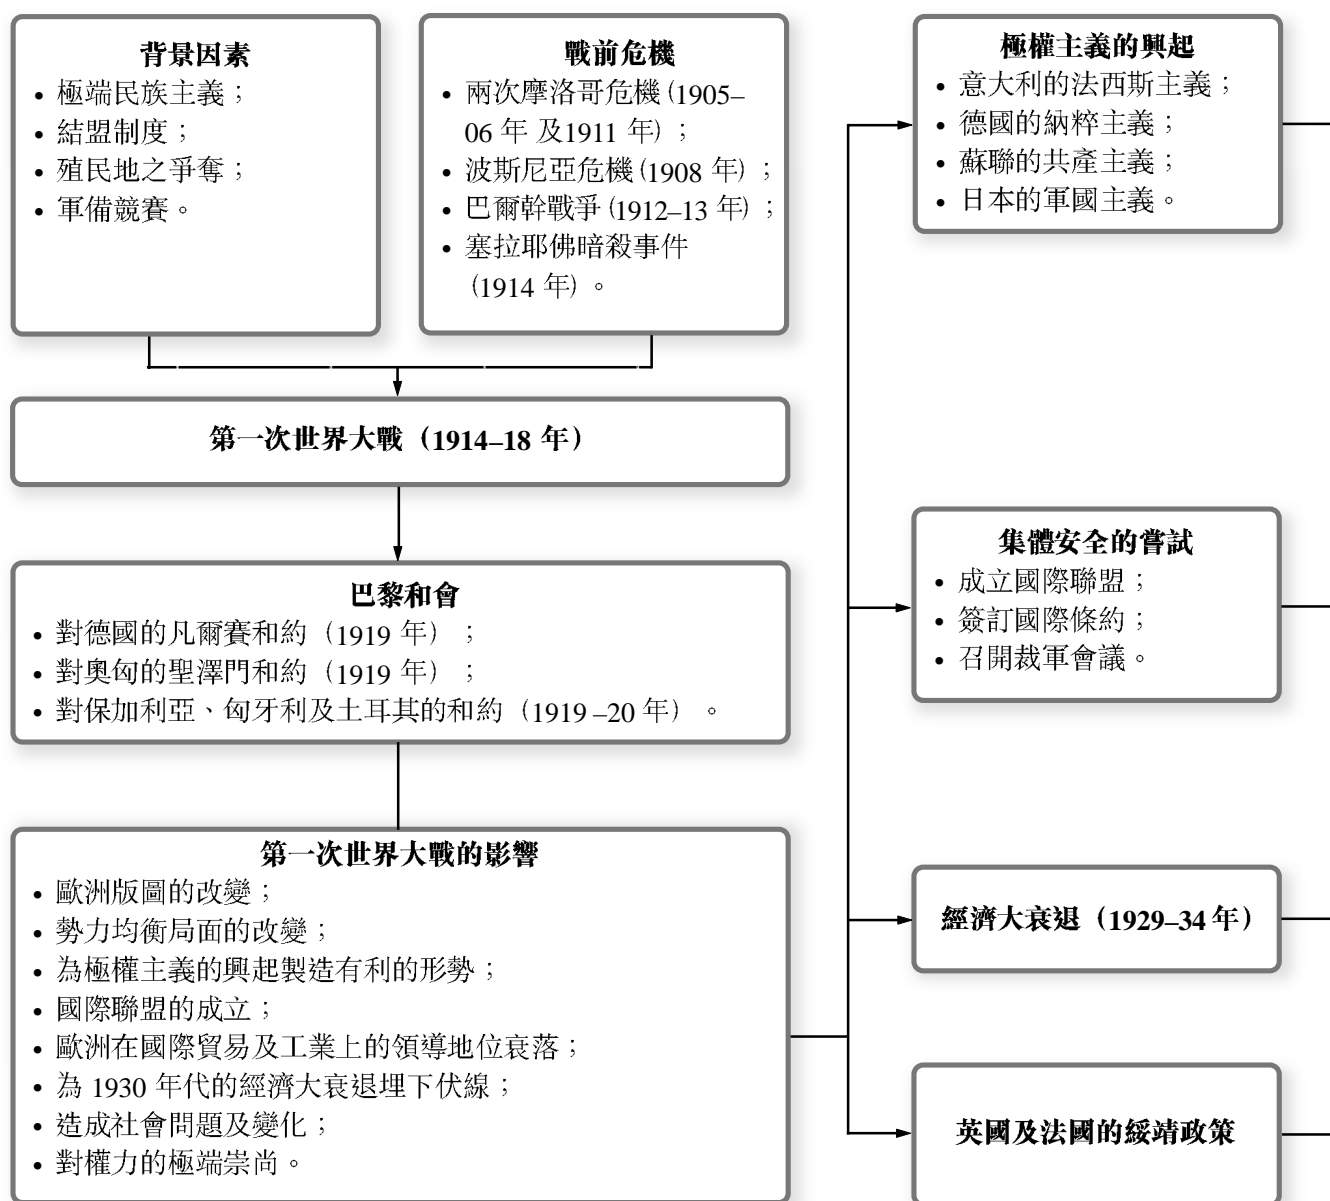 背景因素
• 極端民族主義；
• 結盟制度；
• 殖民地之爭奪；
• 軍備競賽。
戰前危機
• 兩次摩洛哥危機（1905–
06 年 及1911 年）；
• 波斯尼亞危機（1908 年）；
• 巴爾幹戰爭（1912–13 年）；
• 塞拉耶佛暗殺事件
（1914 年）。
第一次世界大戰（1914–18 年）
巴黎和會
• 對德國的凡爾賽和約（1919 年）；
• 對奧匈的聖澤門和約（1919 年）；
• 對保加利亞、匈牙利及土耳其的和約（1919 –20 年）。
第一次世界大戰的影響
• 歐洲版圖的改變；
• 勢力均衡局面的改變；
• 為極權主義的興起製造有利的形勢；
• 國際聯盟的成立；
• 歐洲在國際貿易及工業上的領導地位衰落；
• 為 1930 年代的經濟大衰退埋下伏線；
• 造成社會問題及變化；
• 對權力的極端崇尚。
極權主義的興起
• 意大利的法西斯主義；
• 德國的納粹主義；
• 蘇聯的共產主義；
• 日本的軍國主義。
集體安全的嘗試
• 成立國際聯盟；
• 簽訂國際條約；
• 召開裁軍會議。
經濟大衰退（1929–34 年）
英國及法國的綏靖政策